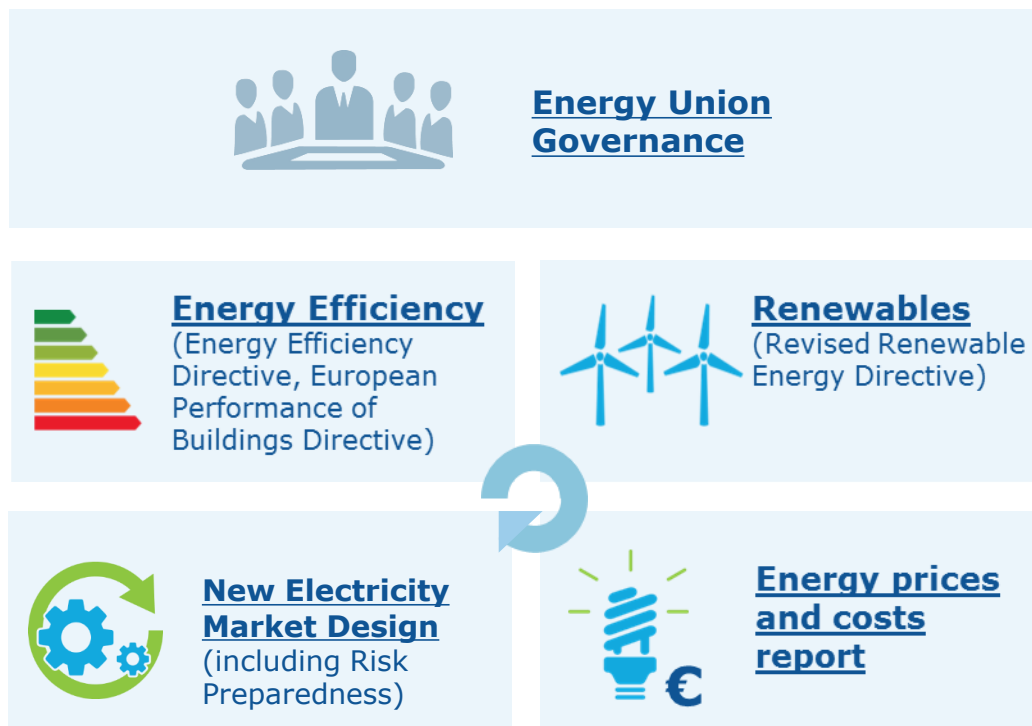 Energy Union
Governance
Energy Efficiency
(Energy Efficiency
Directive, European
Performance of
Buildings Directive)
Renewables
(Revised Renewable
Energy Directive)
New Electricity
Market Design
(including Risk
Preparedness)
Energy prices
and costs
report
€